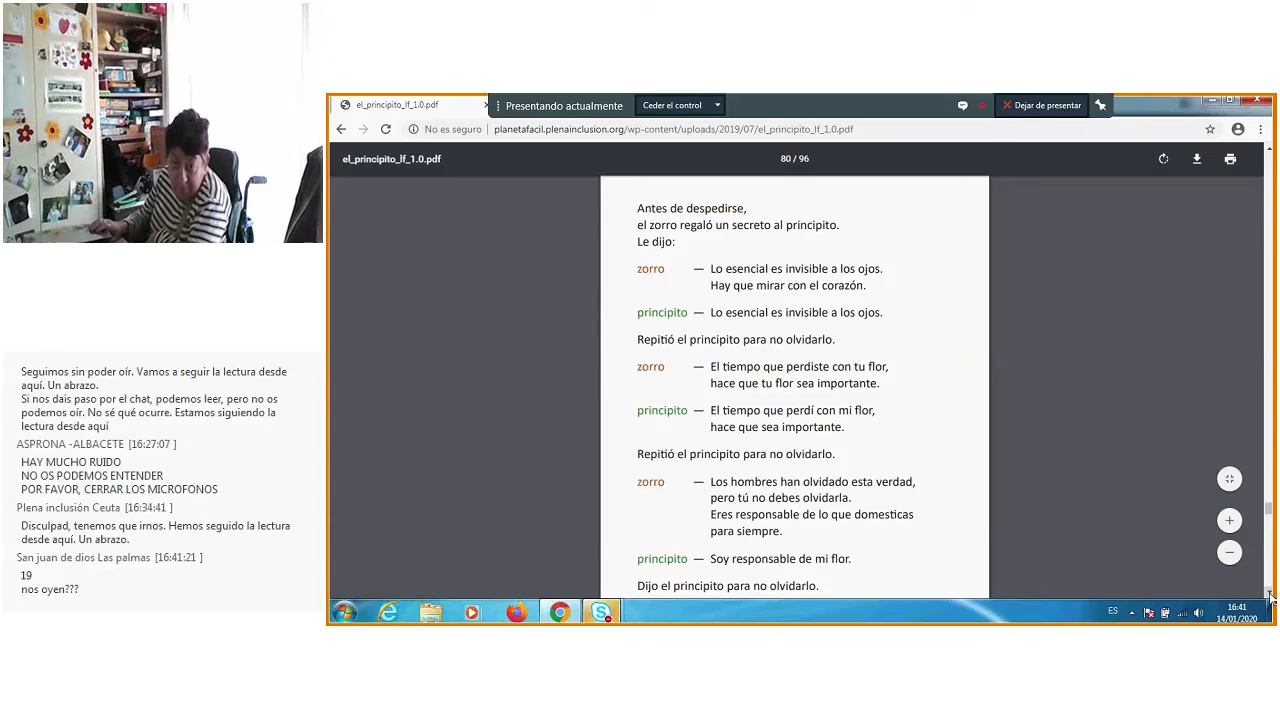 el_principito_lf_1.0.pdf
Presentando actualmente
Ceder el control
Dejar de presentar
No es seguro
planetafacil.plenainclusion.org/wp-content/uploads/2019/07/el_principito_lf_1.0.pdf
el_principito_lf_1.0.pdf
80 / 96
Antes de despedirse,
el zorro regaló un secreto al principito.
Le dijo:
zorro — Lo esencial es invisible a los ojos.
Hay que mirar con el corazón.
principito — Lo esencial es invisible a los ojos.
Repitió el principito para no olvidarlo.
zorro — El tiempo que perdiste con tu flor,
hace que tu flor sea importante.
principito — El tiempo que perdí con mi flor,
hace que sea importante.
Repitió el principito para no olvidarlo.
zorro — Los hombres han olvidado esta verdad,
pero tú no debes olvidarla.
Eres responsable de lo que domesticas
para siempre.
principito — Soy responsable de mi flor.
Dijo el principito para no olvidarlo.
Seguimos sin poder oír. Vamos a seguir la lectura desde
aquí. Un abrazo.
Si nos dais paso por el chat, podemos leer, pero no os
podemos oír. No sé qué ocurre. Estamos siguiendo la
lectura desde aquí
ASPRONA -ALBACETE [16:27:07 ]
HAY MUCHO RUIDO
NO OS PODEMOS ENTENDER
POR FAVOR, CERRAR LOS MICROFONOS
Plena inclusión Ceuta [16:34:41 ]
Disculpad, tenemos que irnos. Hemos seguido la lectura
desde aquí. Un abrazo.
San juan de dios Las palmas [16:41:21 ]
19
nos oyen???
ES
16:41
14/01/2020